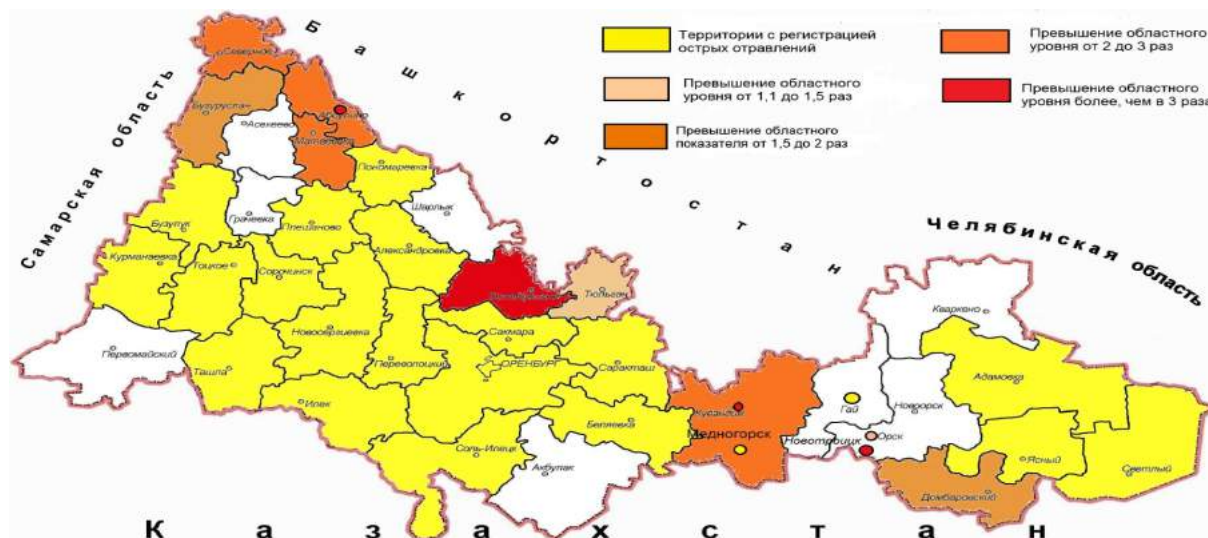 Башкортостан
Самарская область
Челябинская область
Казахстан
Территории с регистрацией
острых отравлений
Превышение областного
уровня от 1,1 до 1,5 раз
Превышение областного
показателя от 1,5 до 2 раз
Превышение областного
уровня от 2 до 3 раз
Превышение областного
уровня более, чем в 3 раза
Северное
Бугуруслан
Асекеево
Матвеевка
Пономаревка
Грачевка
Шарлык
Бузулук
Плешаново
Александровка
Курманаевка
Тоцкое
Сорочинск
Тюльган
Кваркено
Первомайский
Новосергиевка
Сакмара
Переволоцкий
ОРЕНБУРГ
Саракташ
Ташла
Адамовка
Илек
Гай
Новоорск
Кувандык
Беляевка
Медногорск
Новотроицк
Орск
Соль-Илецк
Акбулак
Ясный
Светлый
Домбаровский